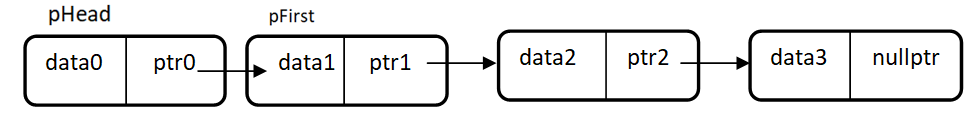 pHead
pFirst
data0 ptr0 data1 ptr1 data2 ptr2 data3 nullptr